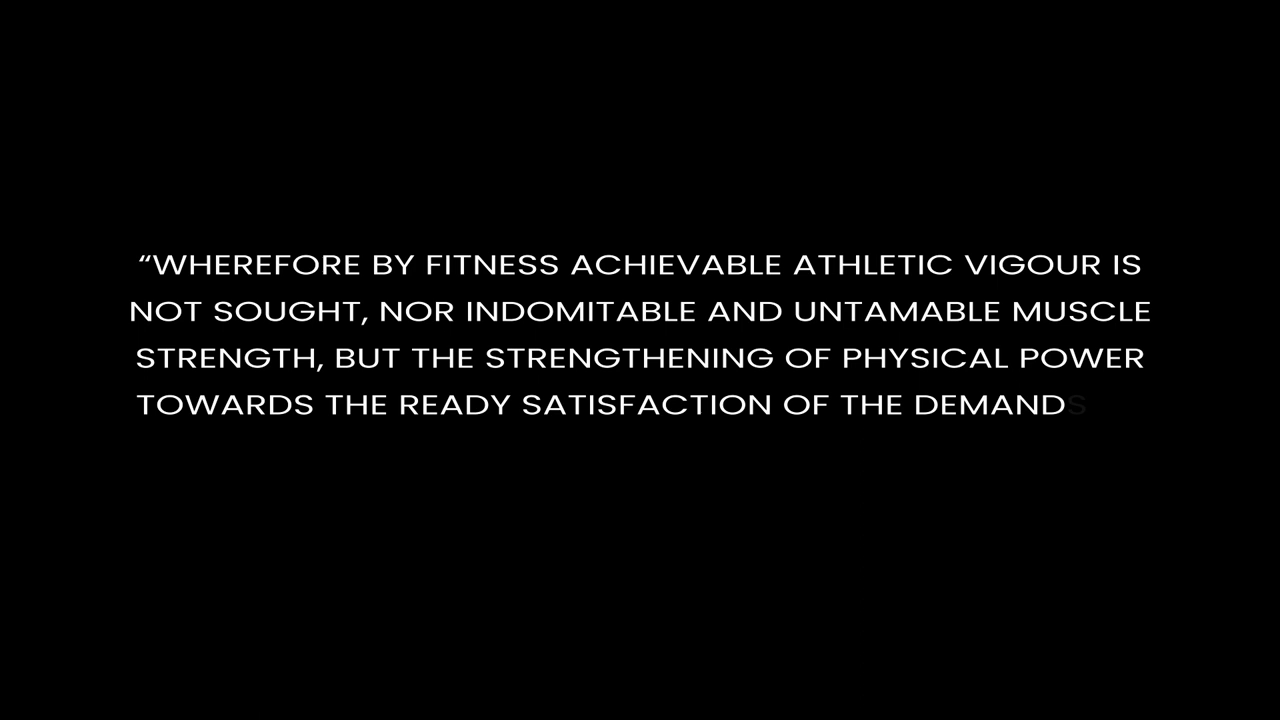 “WHEREFORE BY FITNESS ACHIEVABLE ATHLETIC VIGOUR IS
NOT SOUGHT, NOR INDOMITABLE AND UNTAMABLE MUSCLE
STRENGTH, BUT THE STRENGTHENING OF PHYSICAL POWER
TOWARDS THE READY SATISFACTION OF THE DEMANDS